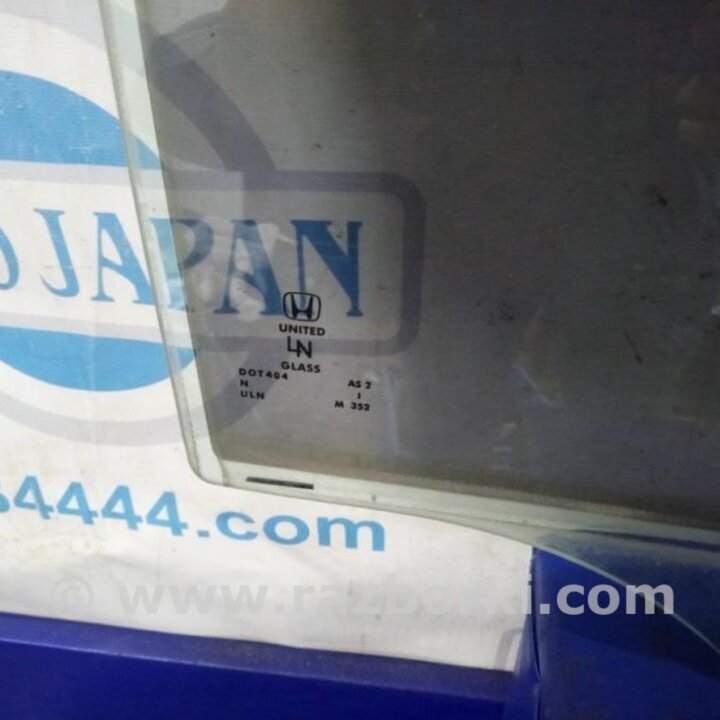 JAPAN
UNITED
LN
GLASS
DOT404 AS 2
N I
ULN M 352
4444.com
© www.razborki.com